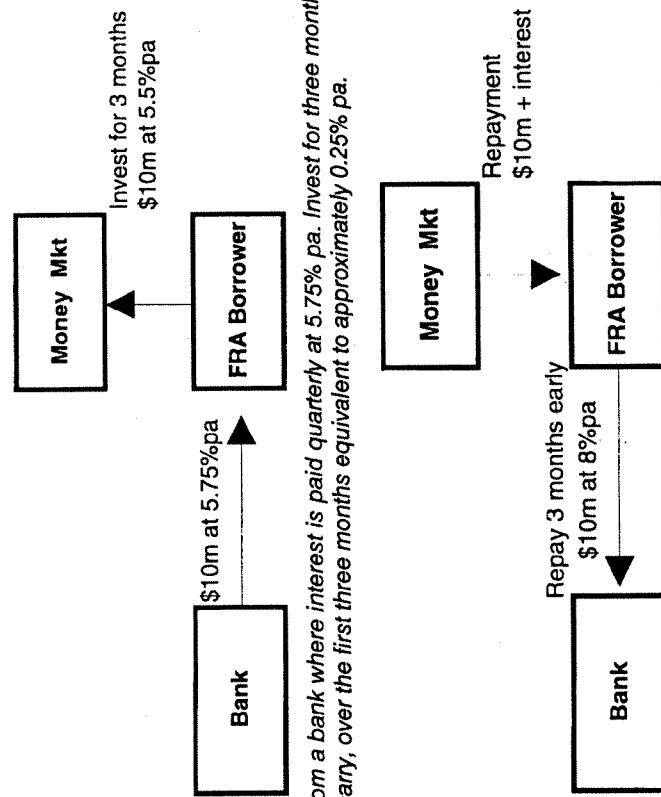 Money Mkt
Invest for 3 months
$10m at 5.5%pa
$10m at 5.75%pa
Bank
FRA Borrower
om a bank where interest is paid quarterly at 5.75% pa. Invest for three mont
arry, over the first three months equivalent to approximately 0.25% pa.
Money Mkt
Repayment
$10m + interest
Repay 3 months early
$10m at 8%pa
Bank
FRA Borrower